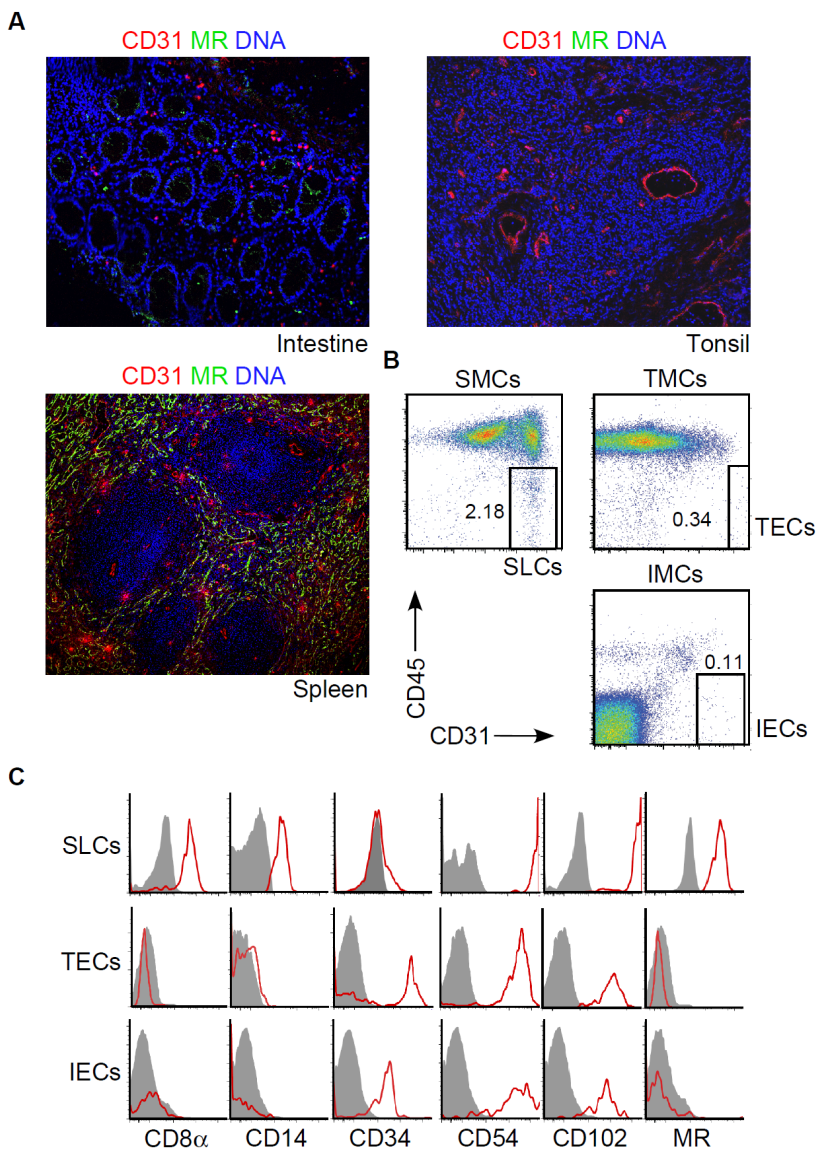 A
CD31 MR DNA
CD31 MR DNA
Intestine
Tonsil
CD31 MR DNA
Spleen
B
SMCs
TMCs
2.18
0.34
SLCs
TECs
IMCs
0.11
IECs
CD45
CD31
C
SLCs
TECs
IECs
CD8α
CD14
CD34
CD54
CD102
MR